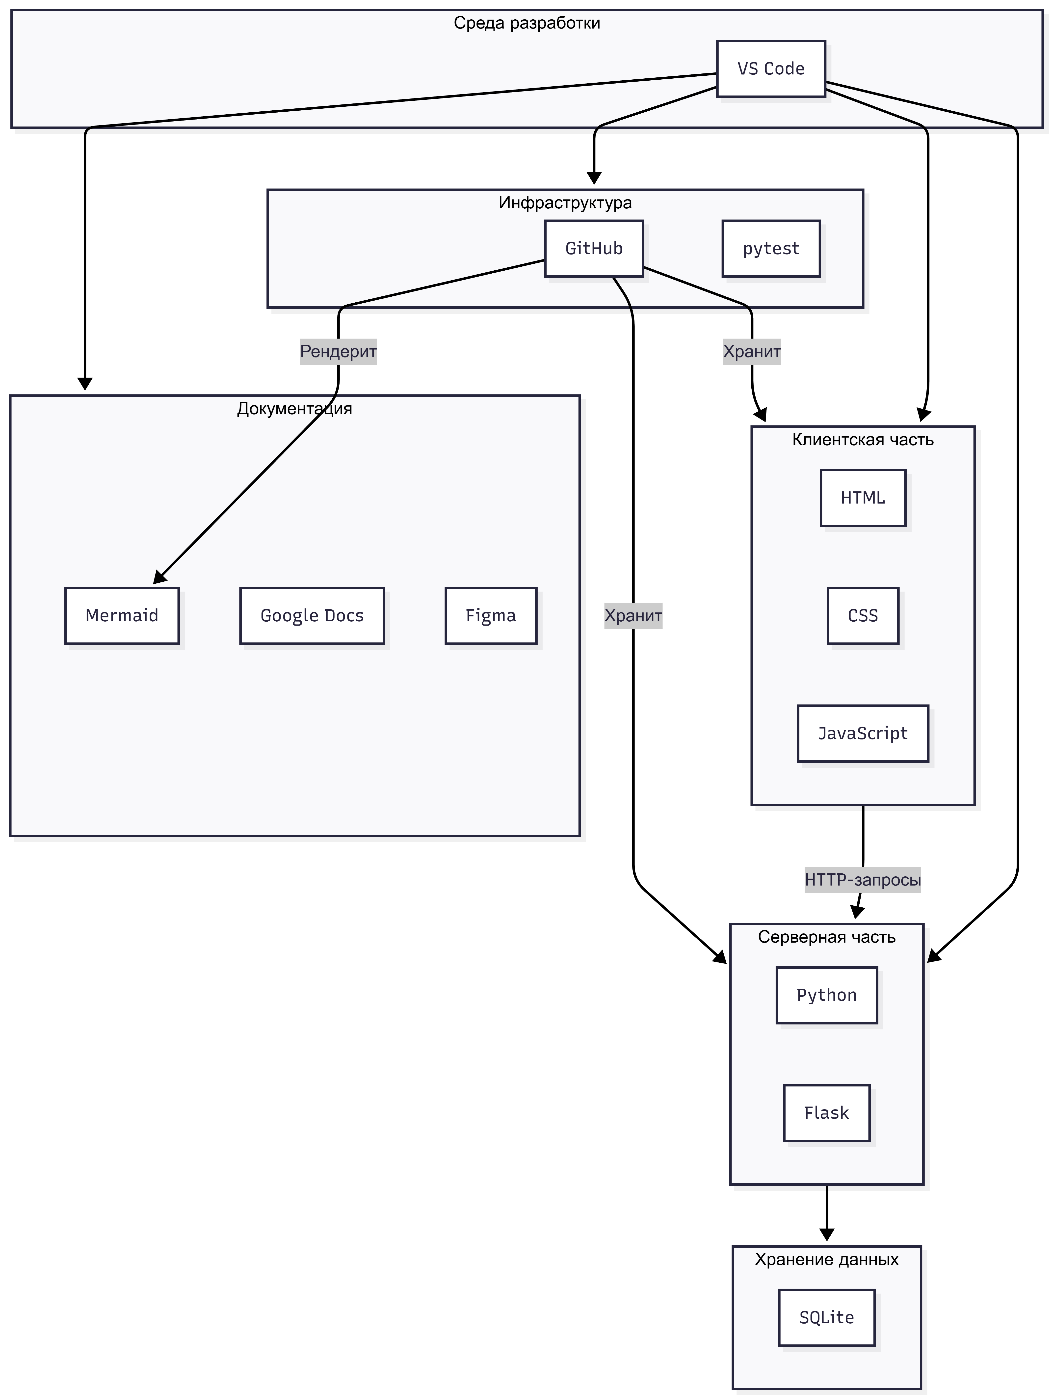 Среда разработки
VS Code
Инфраструктура
GitHub
pytest
Рендерит
Хранит
Документация
Клиентская часть
HTML
Mermaid
Google Docs
Figma
Хранит
CSS
JavaScript
HTTP-запросы
Серверная часть
Python
Flask
Хранение данных
SQLite